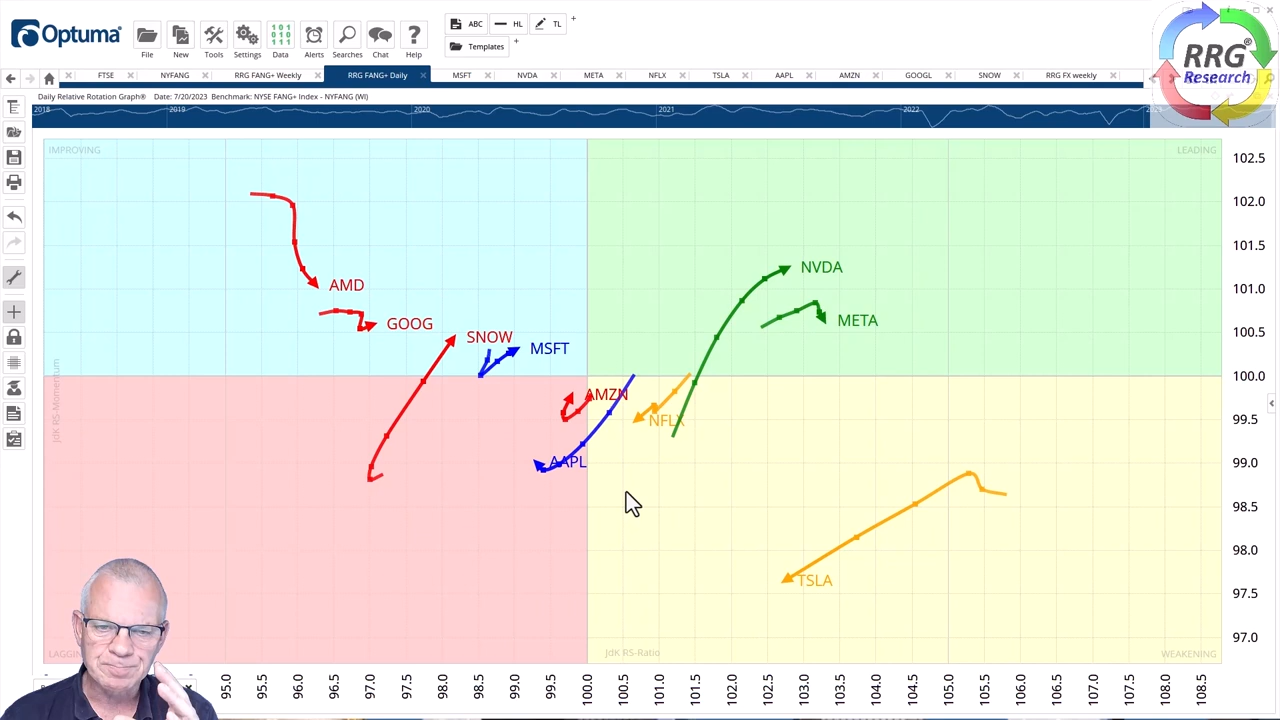 Optuma
File
New
Tools
Settings
Data
Alerts
Searches
Chat
Help
ABC
HL
TL
Templates
RRG®
Research
FTSE
NYFANG
RRG FANG+ Weekly
RRG FANG+ Daily
MSFT
NVDA
META
NFLX
TSLA
AAPL
AMZN
GOOGL
SNOW
RRG FX weekly
Daily Relative Rotation Graph® Date: 7/20/2023 Benchmark: NYSE FANG+ Index - NYFANG (WI)
2018
2019
2020
2021
2022
IMPROVING
LEADING
102.5
102.0
101.5
101.0
100.5
100.0
99.5
99.0
98.5
98.0
97.5
97.0
NVDA
AMD
META
GOOG
SNOW
MSFT
AMZN
NFLX
AAPL
TSLA
JdK RS-Momentum
JdK RS-Ratio
WEAKENING
95.0 95.5 96.0 96.5 97.0 97.5 98.0 98.5 99.0 99.5 100.0 100.5 101.0 101.5 102.0 102.5 103.0 103.5 104.0 104.5 105.0 105.5 106.0 106.5 107.0 107.5 108.0 108.5